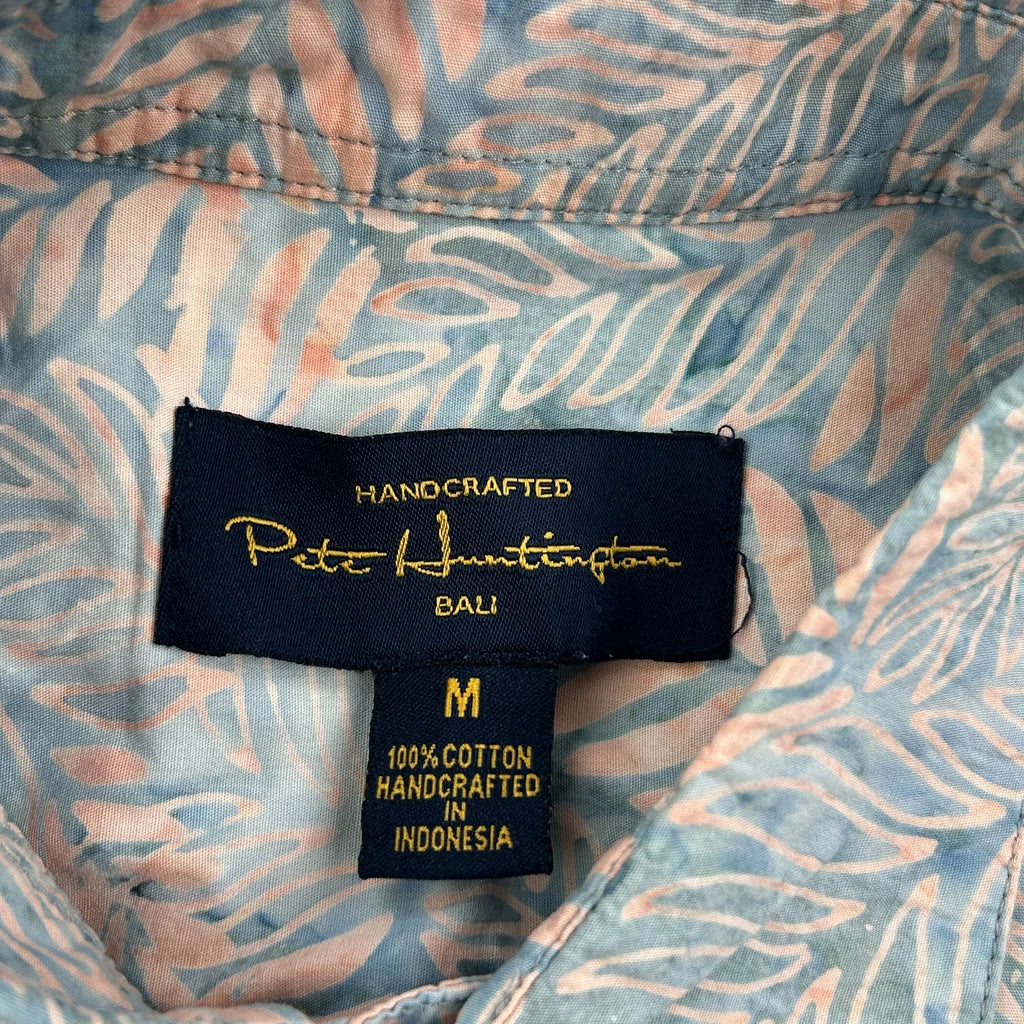 HANDCRAFTED
Pete Huntington
BALI
M
100% COTTON
HANDCRAFTED
IN
INDONESIA